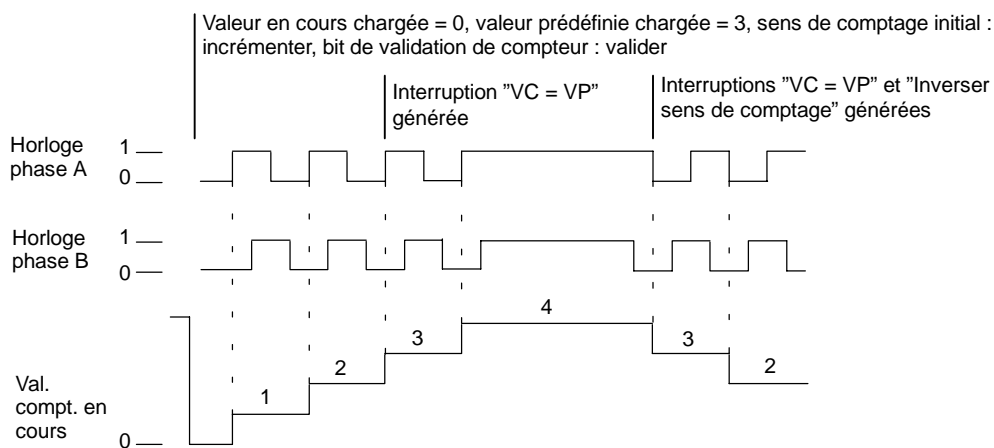 Valeur en cours chargée = 0, valeur prédéfinie chargée = 3, sens de comptage initial :
incrémenter, bit de validation de compteur : valider
Interruption ”VC = VP”
générée
Interruptions ”VC = VP” et ”Inverser
sens de comptage” générées
Horloge
phase A
1
0
Horloge
phase B
1
0
Val.
compt. en
cours
0
1
2
3
4
3
2